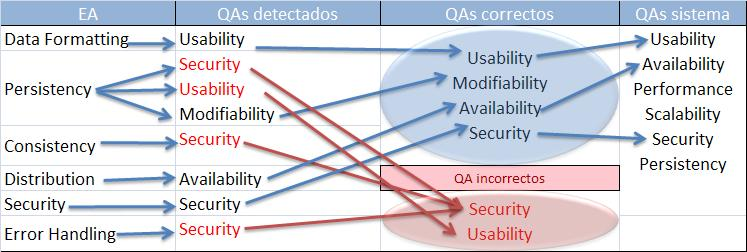 EA QAs detectados QAs correctos QAs sistema
Data Formatting Usability Usability Usability
Persistency Security Modifiability Availability
Usability Availability Performance
Modifiability Security Scalability
Consistency Security Security
Persistency
Distribution Availability QA incorrectos
Security Security Security
Error Handling Security Usability